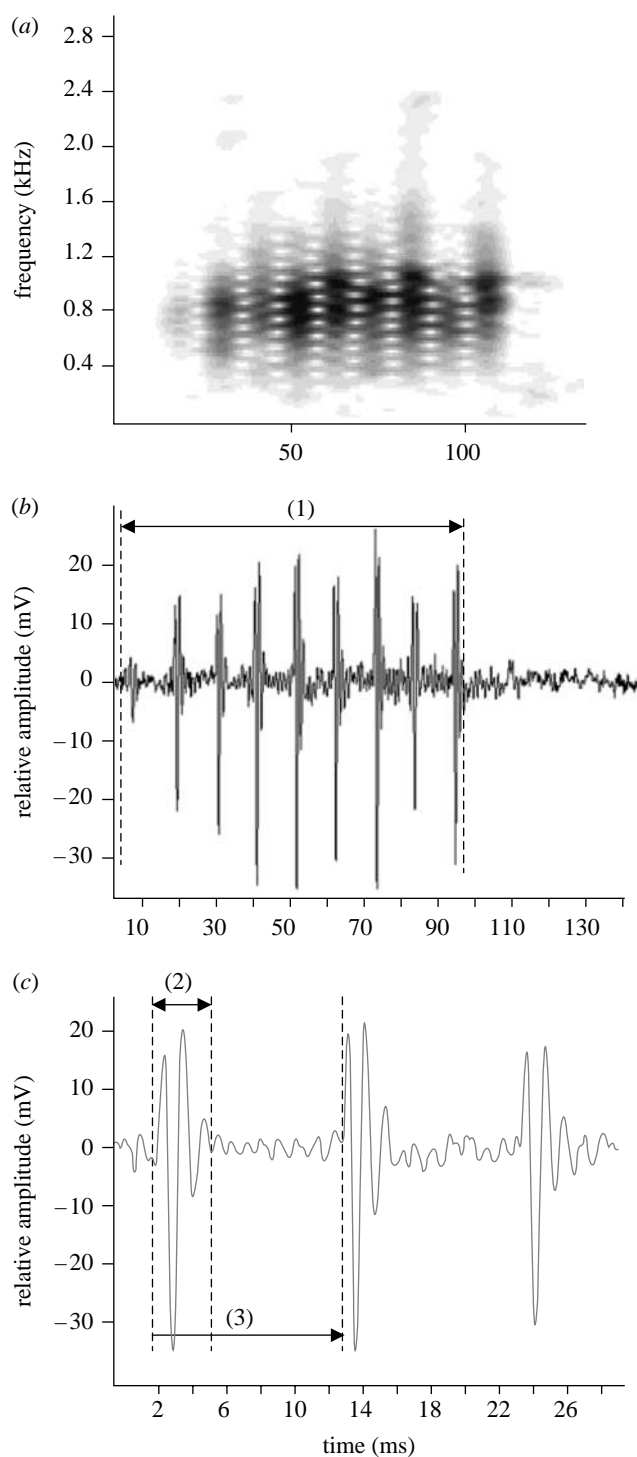 (a)
2.8
2.4
2.0
1.6
1.2
0.8
0.4
frequency (kHz)
50 100
(b)
(1)
20
10
0
−10
−20
−30
relative amplitude (mV)
10 30 50 70 90 110 130
(c)
(2)
20
10
0
−10
−20
−30
relative amplitude (mV)
(3)
2 6 10 14 18 22 26
time (ms)